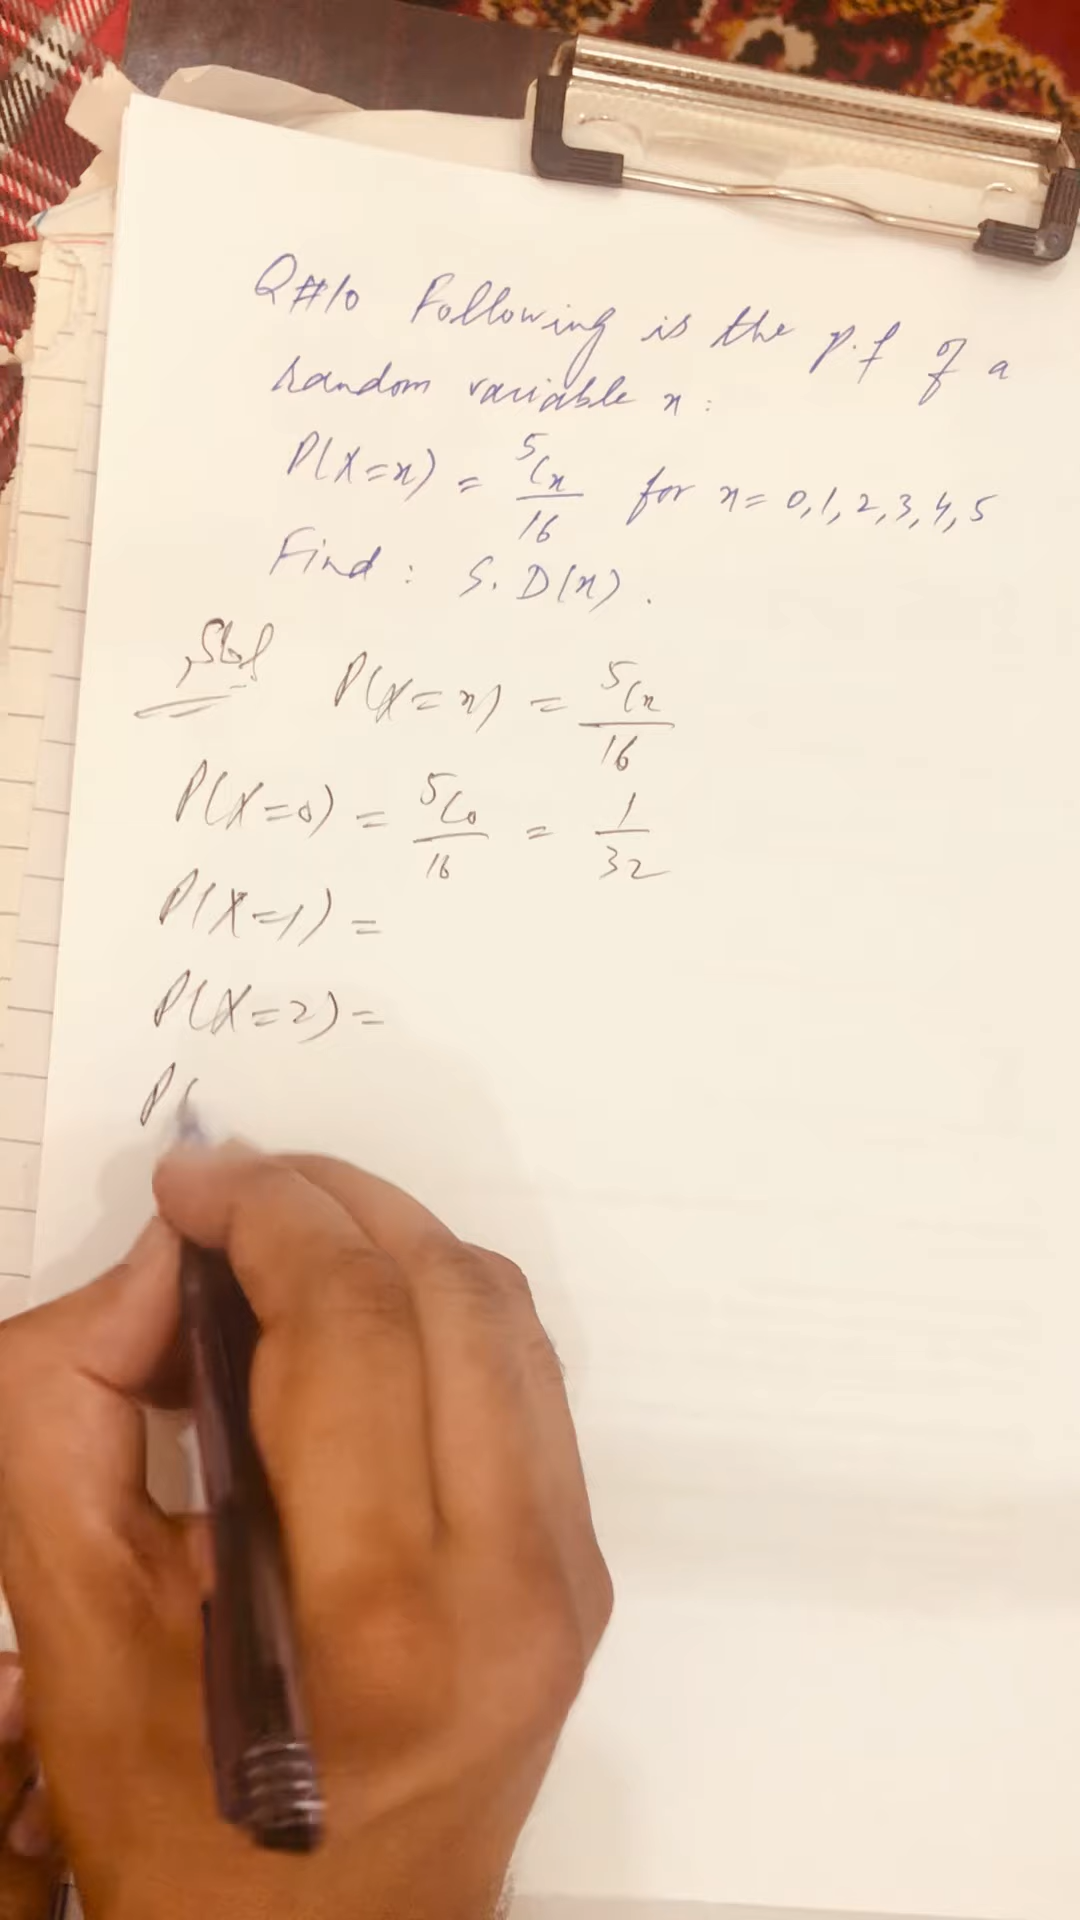 Q#10 Following is the p.f of a
random variable x:
P(X=x) = ⁵Cx/16 for x= 0,1,2,3,4,5
Find: S.D(x).
Sol P(X=x) = ⁵Cx/16
P(X=0) = ⁵C₀/16 = 1/32
P(X=1) =
P(X=2) =
P(